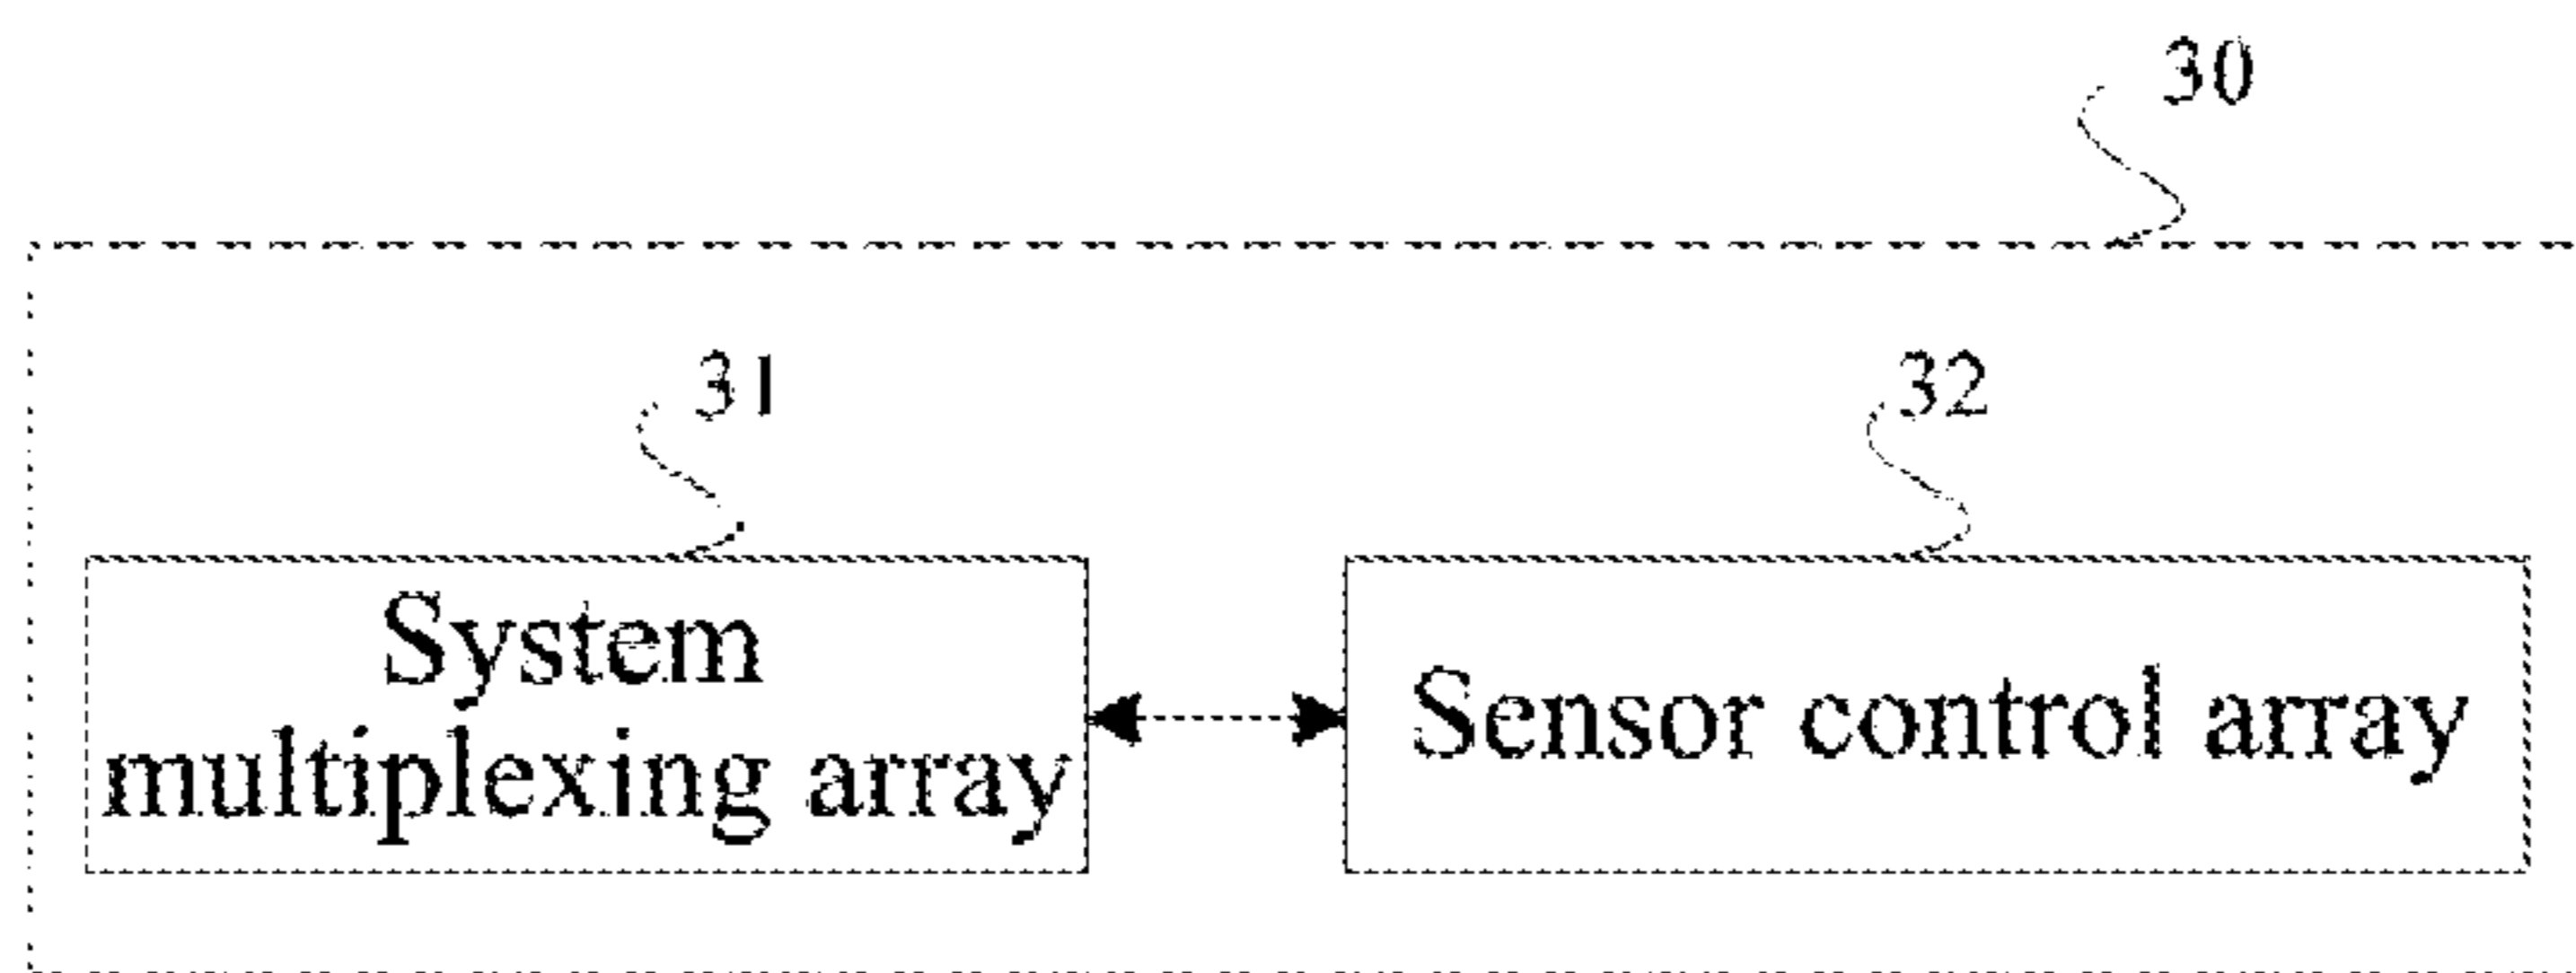 30
31
32
System
multiplexing array
Sensor control array